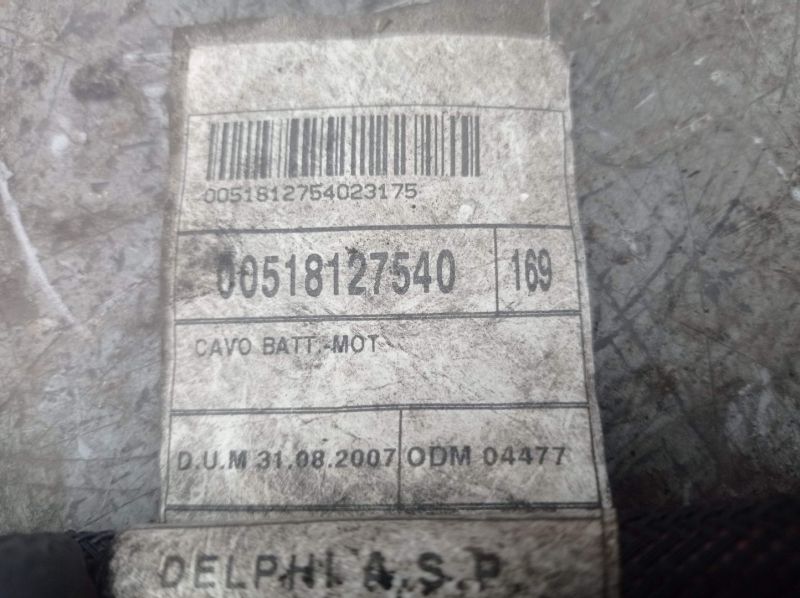 0051812754023175
00518127540 169
CAVO BATT.-MOT
D.U.M 31.08.2007 ODM 04477
DELPHI A.S.P.